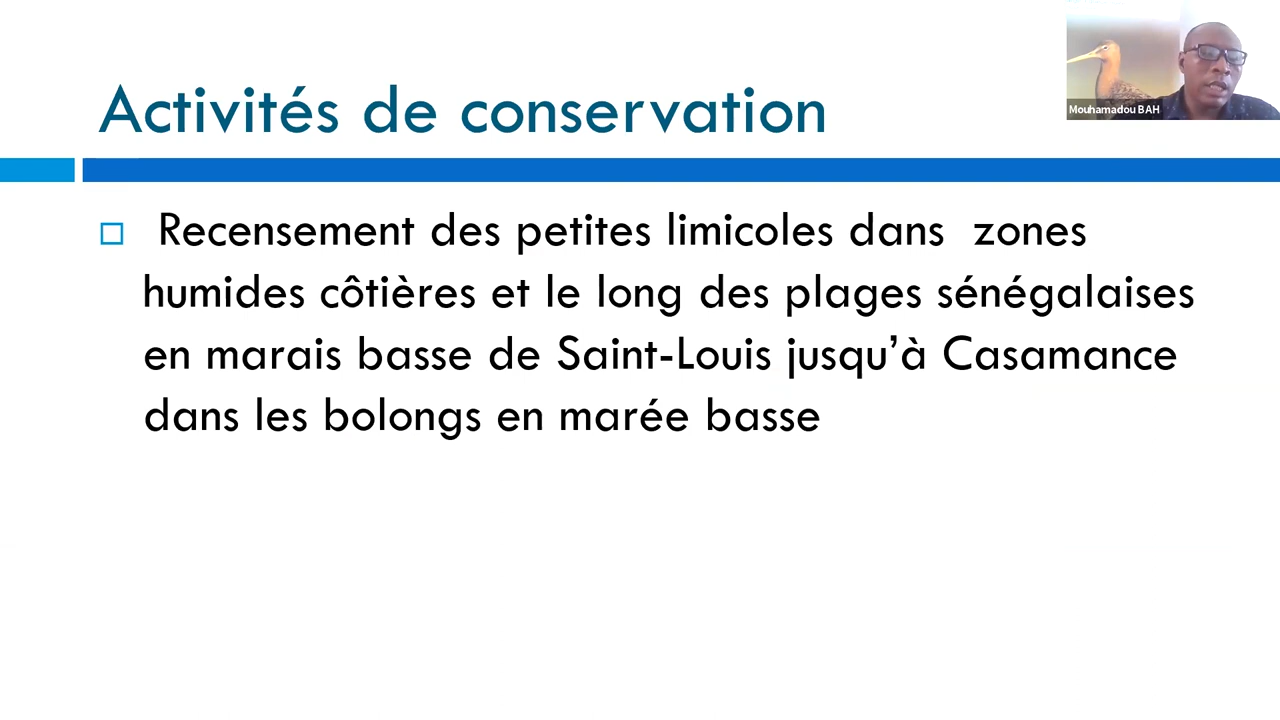 Activités de conservation
Mouhamadou BAH
Recensement des petites limicoles dans zones
humides côtières et le long des plages sénégalaises
en marais basse de Saint-Louis jusqu’à Casamance
dans les bolongs en marée basse